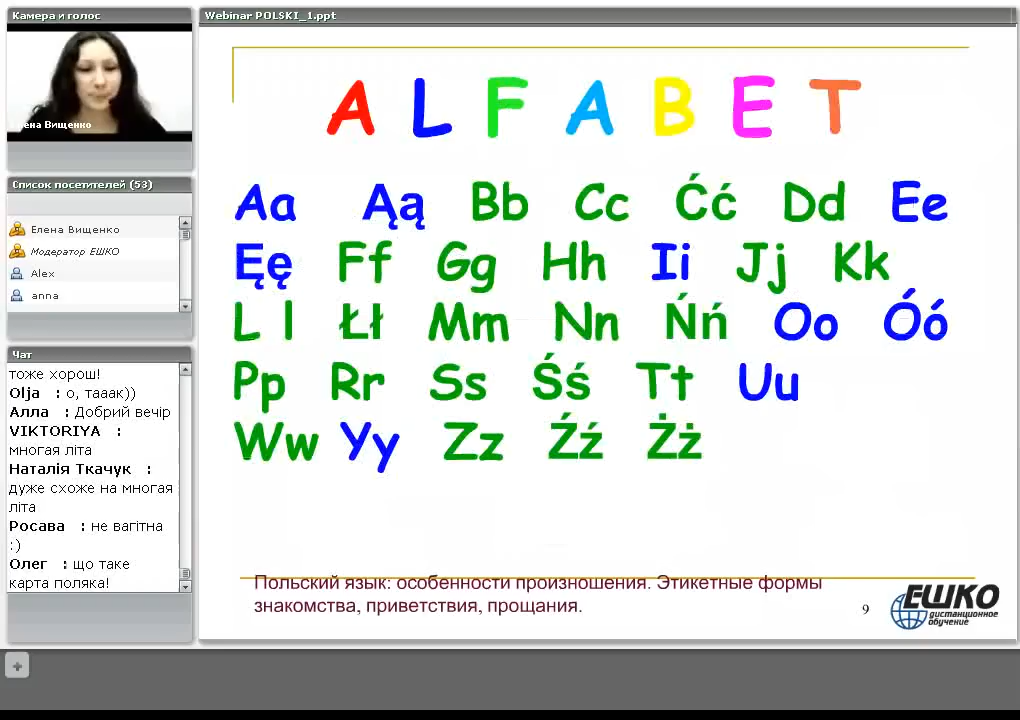 Камера и голос
Елена Вищенко
Список посетителей (53)
Елена Вищенко
Модератор ЕШКО
Alex
anna
Чат
тоже хорош!
Olja : о, тааак))
Алла : Добрий вечір
VIKTORIYA :
многая літа
Наталія Ткачук :
дуже схоже на многая
літа
Росава : не вагітна
:)
Олег : що таке
карта поляка!
Webinar POLSKI_1.ppt
ALFABET
Aa Ąą Bb Cc Ćć Dd Ee
Ęę Ff Gg Hh Ii Jj Kk
L l Łł Mm Nn Ńń Oo Óó
Pp Rr Ss Śś Tt Uu
Ww Yy Zz Źź Żż
Польский язык: особенности произношения. Этикетные формы
знакомства, приветствия, прощания.
9
ЕШКО
дистанционное
обучение